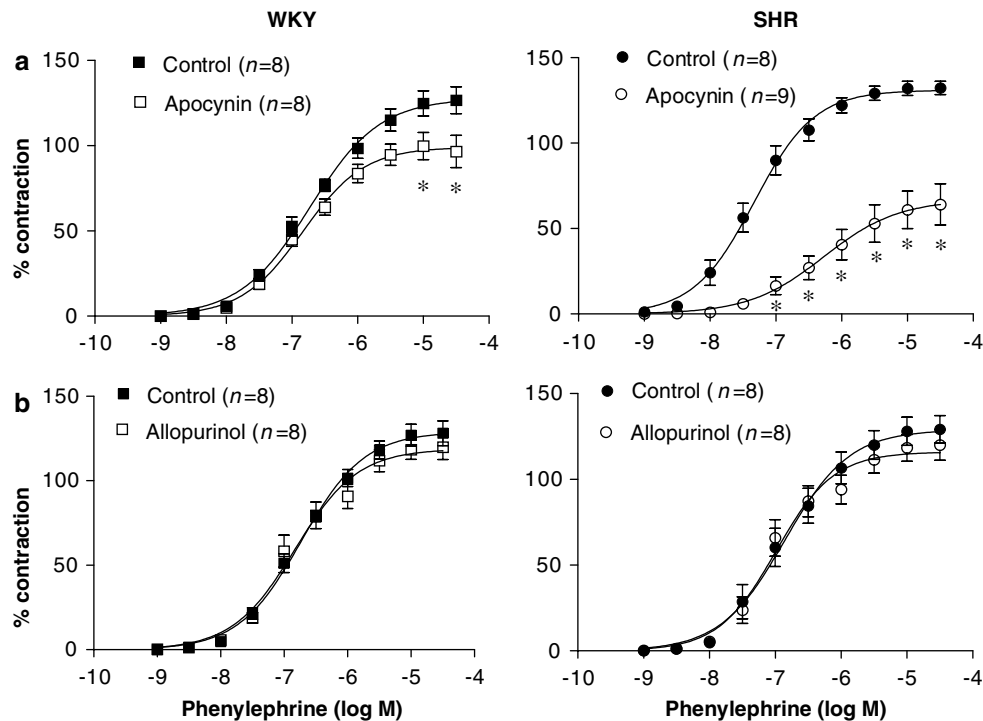 WKY
SHR
a
150
100
50
0
% contraction
Control (n=8)
Apocynin (n=8)
* *
-10 -9 -8 -7 -6 -5 -4
150
100
50
0
Control (n=8)
Apocynin (n=9)
* * * * * *
-10 -9 -8 -7 -6 -5 -4
b
150
100
50
0
% contraction
Control (n=8)
Allopurinol (n=8)
-10 -9 -8 -7 -6 -5 -4
Phenylephrine (log M)
150
100
50
0
Control (n=8)
Allopurinol (n=8)
-10 -9 -8 -7 -6 -5 -4
Phenylephrine (log M)